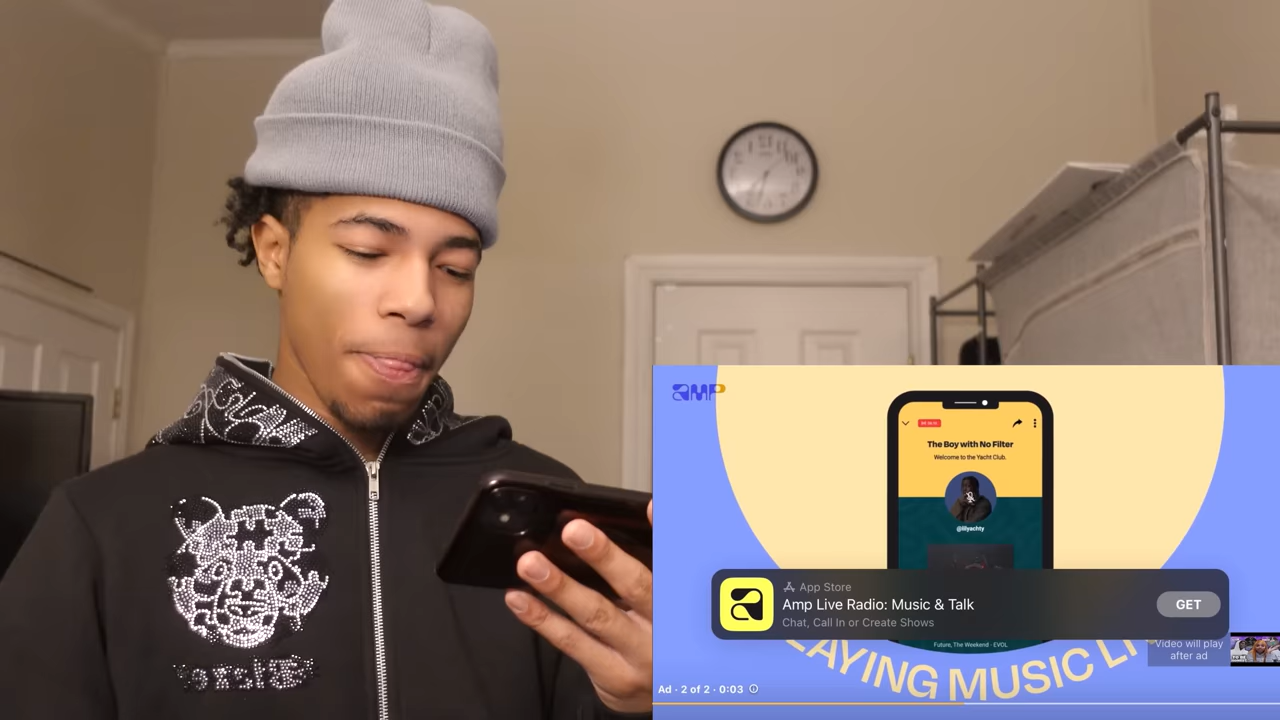 amp
The Boy with No Filter
Welcome to the Yacht Club.
@lilyachty
App Store
Amp Live Radio: Music & Talk
Chat, Call In or Create Shows
GET
Future, The Weekend - EVOL
Video will play
after ad
LAYING MUSIC LI
Ad · 2 of 2 · 0:03